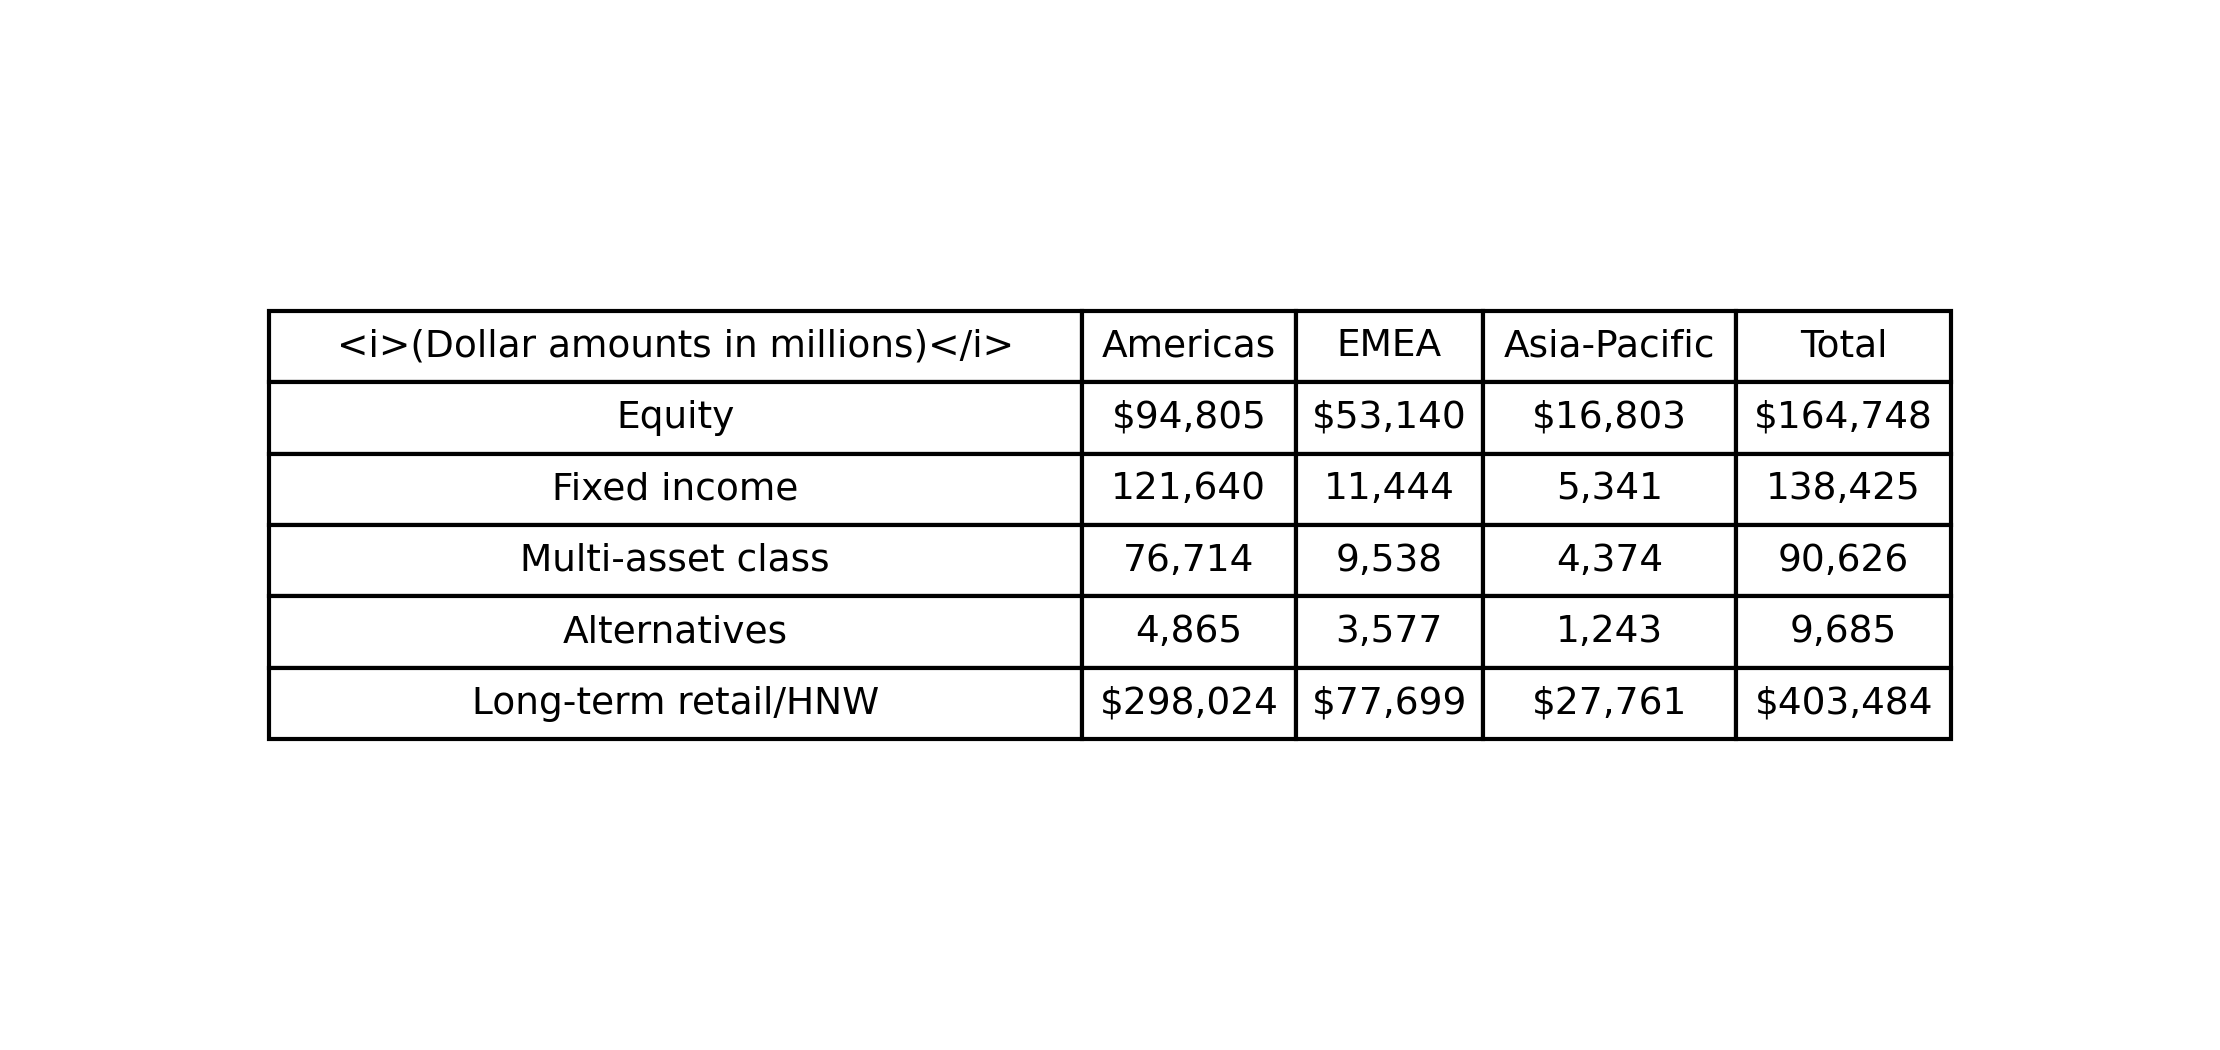 <i>(Dollar amounts in millions)</i> Americas EMEA Asia-Pacific Total
Equity $94,805 $53,140 $16,803 $164,748
Fixed income 121,640 11,444 5,341 138,425
Multi-asset class 76,714 9,538 4,374 90,626
Alternatives 4,865 3,577 1,243 9,685
Long-term retail/HNW $298,024 $77,699 $27,761 $403,484